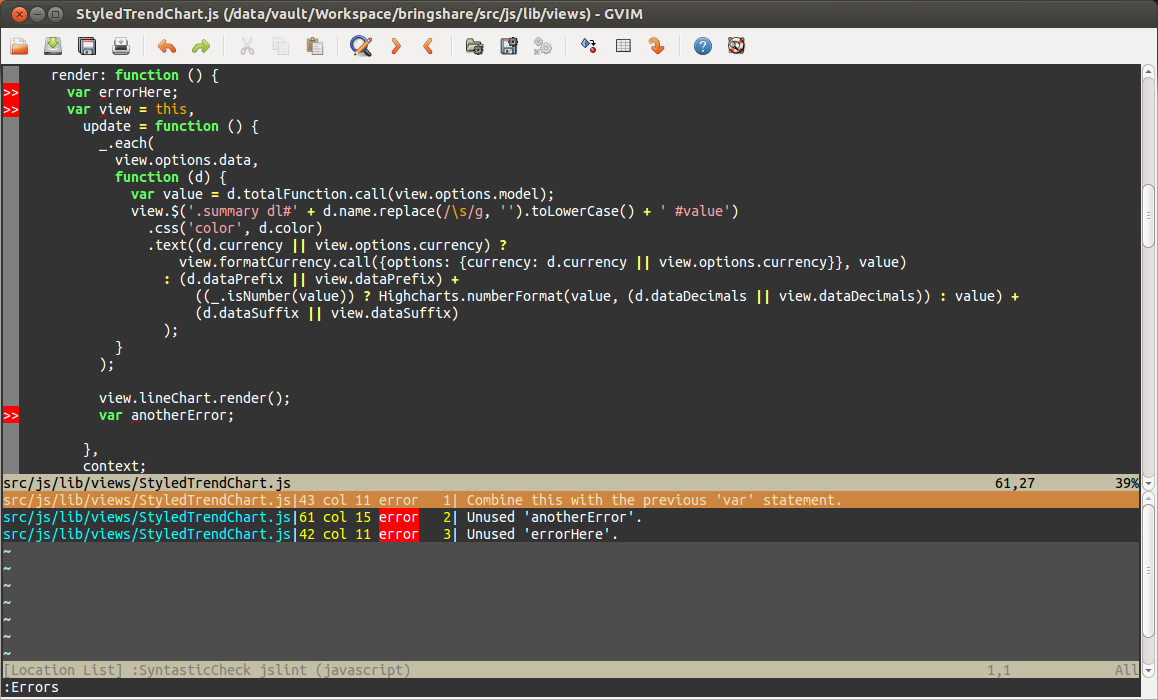 StyledTrendChart.js (/data/vault/Workspace/bringshare/src/js/lib/views) - GVIM
    render: function () {
>>    var errorHere;
>>    var view = this,
        update = function () {
          _.each(
            view.options.data,
            function (d) {
              var value = d.totalFunction.call(view.options.model);
              view.$('.summary dl#' + d.name.replace(/\s/g, '').toLowerCase() + ' #value')
                .css('color', d.color)
                .text((d.currency || view.options.currency) ?
                    view.formatCurrency.call({options: {currency: d.currency || view.options.currency}}, value)
                  : (d.dataPrefix || view.dataPrefix) +
                      ((_.isNumber(value)) ? Highcharts.numberFormat(value, (d.dataDecimals || view.dataDecimals)) : value) +
                      (d.dataSuffix || view.dataSuffix)
                  );
            }
          );
          view.lineChart.render();
>>        var anotherError;
        },
        context;
src/js/lib/views/StyledTrendChart.js 61,27 39%
src/js/lib/views/StyledTrendChart.js|43 col 11 error   1| Combine this with the previous 'var' statement.
src/js/lib/views/StyledTrendChart.js|61 col 15 error   2| Unused 'anotherError'.
src/js/lib/views/StyledTrendChart.js|42 col 11 error   3| Unused 'errorHere'.
~
~
~
~
~
~
~
[Location List] :SyntasticCheck jslint (javascript) 1,1 All
:Errors